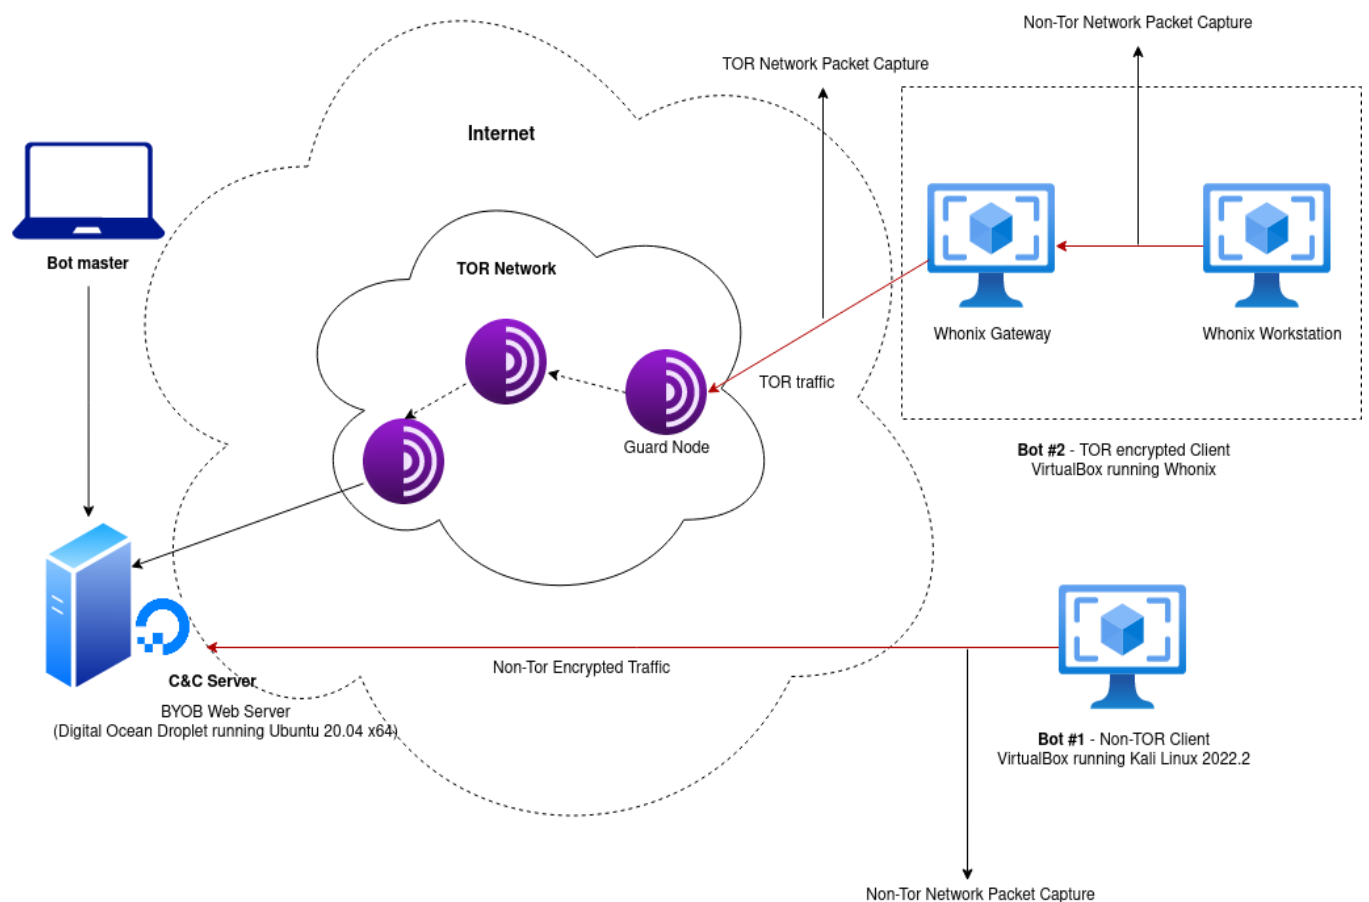 Non-Tor Network Packet Capture
TOR Network Packet Capture
Internet
Bot master
TOR Network
Whonix Gateway
Whonix Workstation
TOR traffic
Guard Node
Bot #2 - TOR encrypted Client
VirtualBox running Whonix
Non-Tor Encrypted Traffic
C&C Server
BYOB Web Server
(Digital Ocean Droplet running Ubuntu 20.04 x64)
Bot #1 - Non-TOR Client
VirtualBox running Kali Linux 2022.2
Non-Tor Network Packet Capture